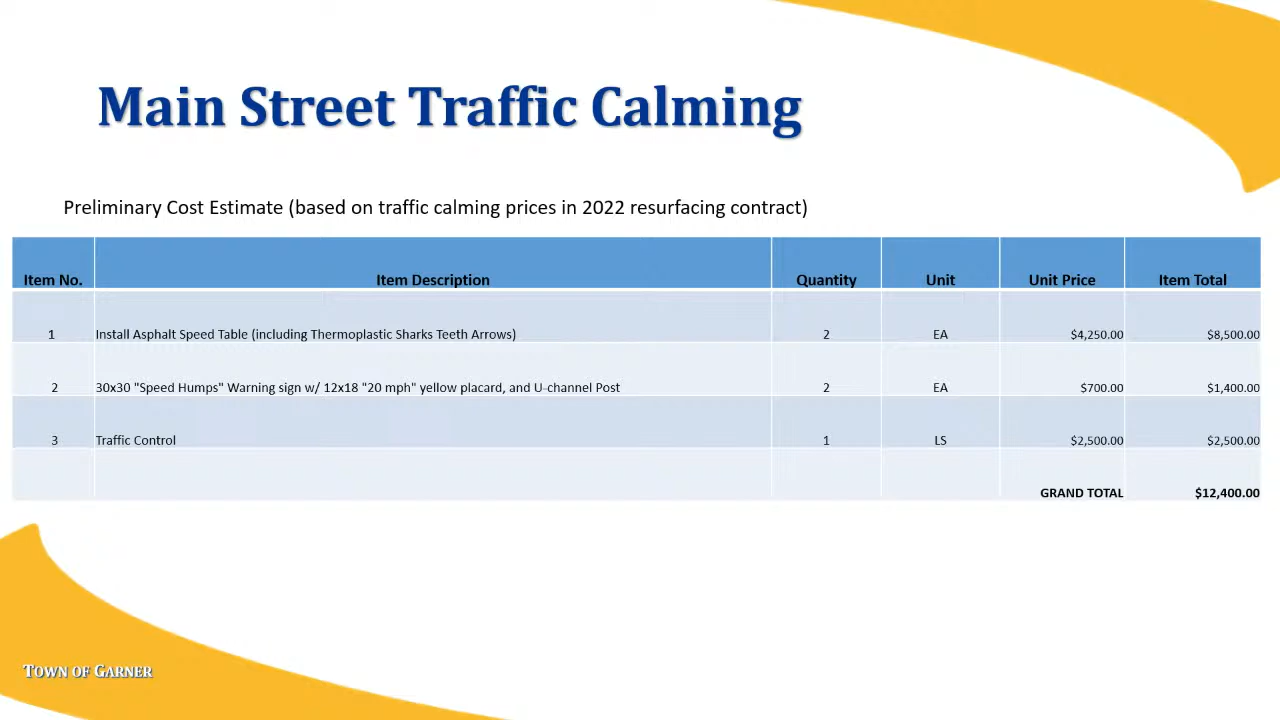 Main Street Traffic Calming
Preliminary Cost Estimate (based on traffic calming prices in 2022 resurfacing contract)
Item No. Item Description Quantity Unit Unit Price Item Total
1 Install Asphalt Speed Table (including Thermoplastic Sharks Teeth Arrows) 2 EA $4,250.00 $8,500.00
2 30x30 "Speed Humps" Warning sign w/ 12x18 "20 mph" yellow placard, and U-channel Post 2 EA $700.00 $1,400.00
3 Traffic Control 1 LS $2,500.00 $2,500.00
GRAND TOTAL $12,400.00
TOWN OF GARNER